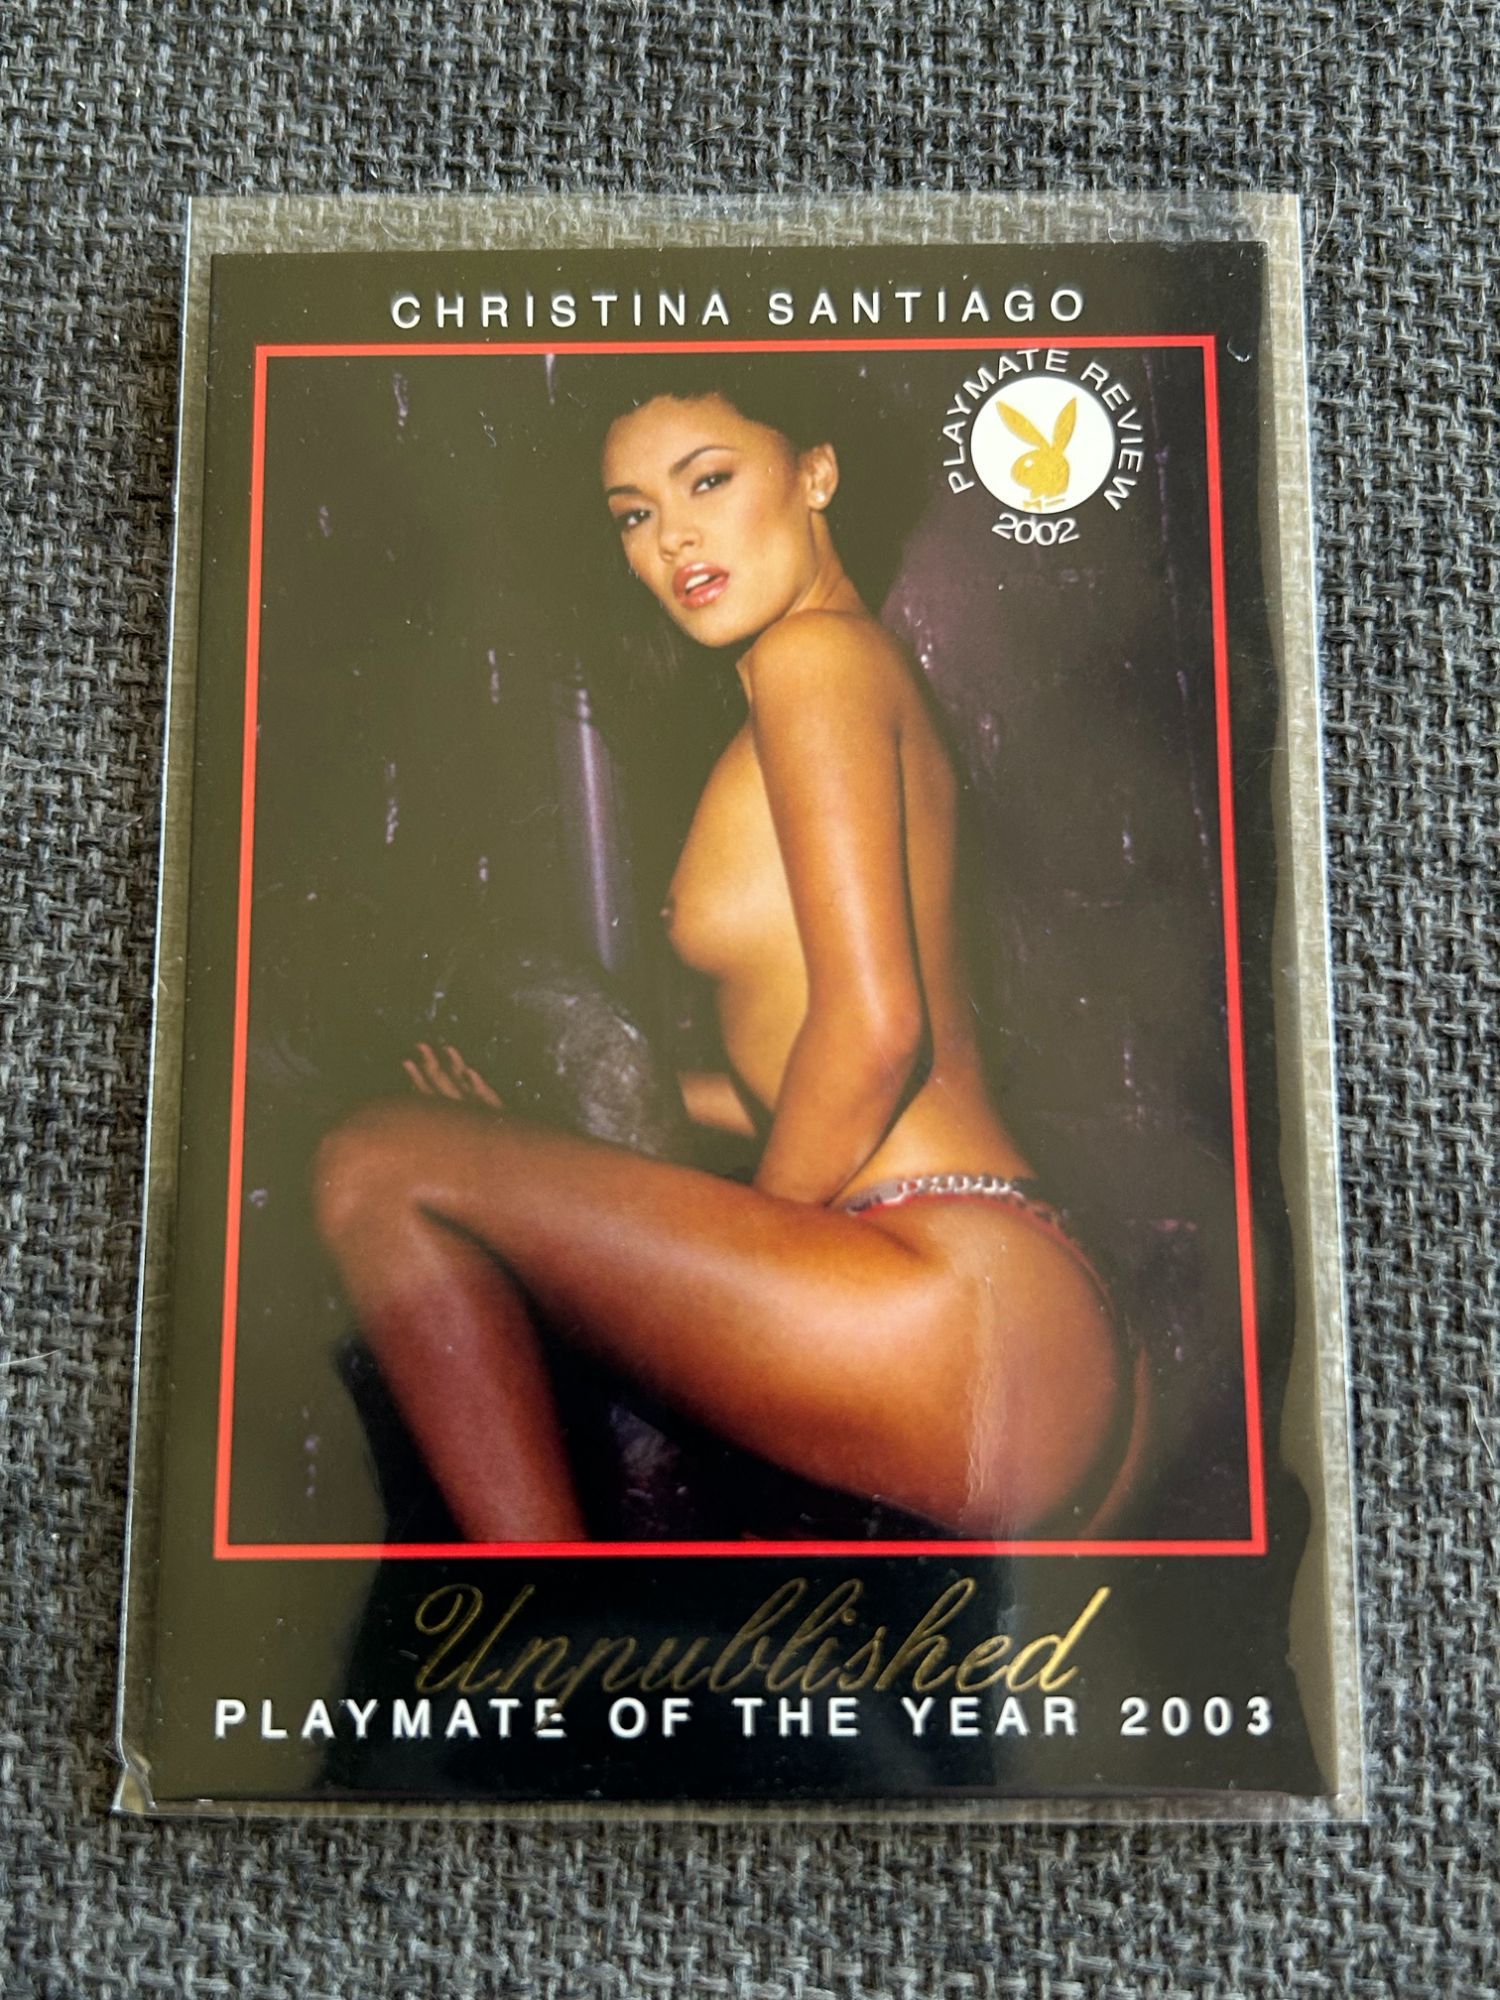 CHRISTINA SANTIAGO
PLAYMATE REVIEW
2002
Unpublished
PLAYMATE OF THE YEAR 2003